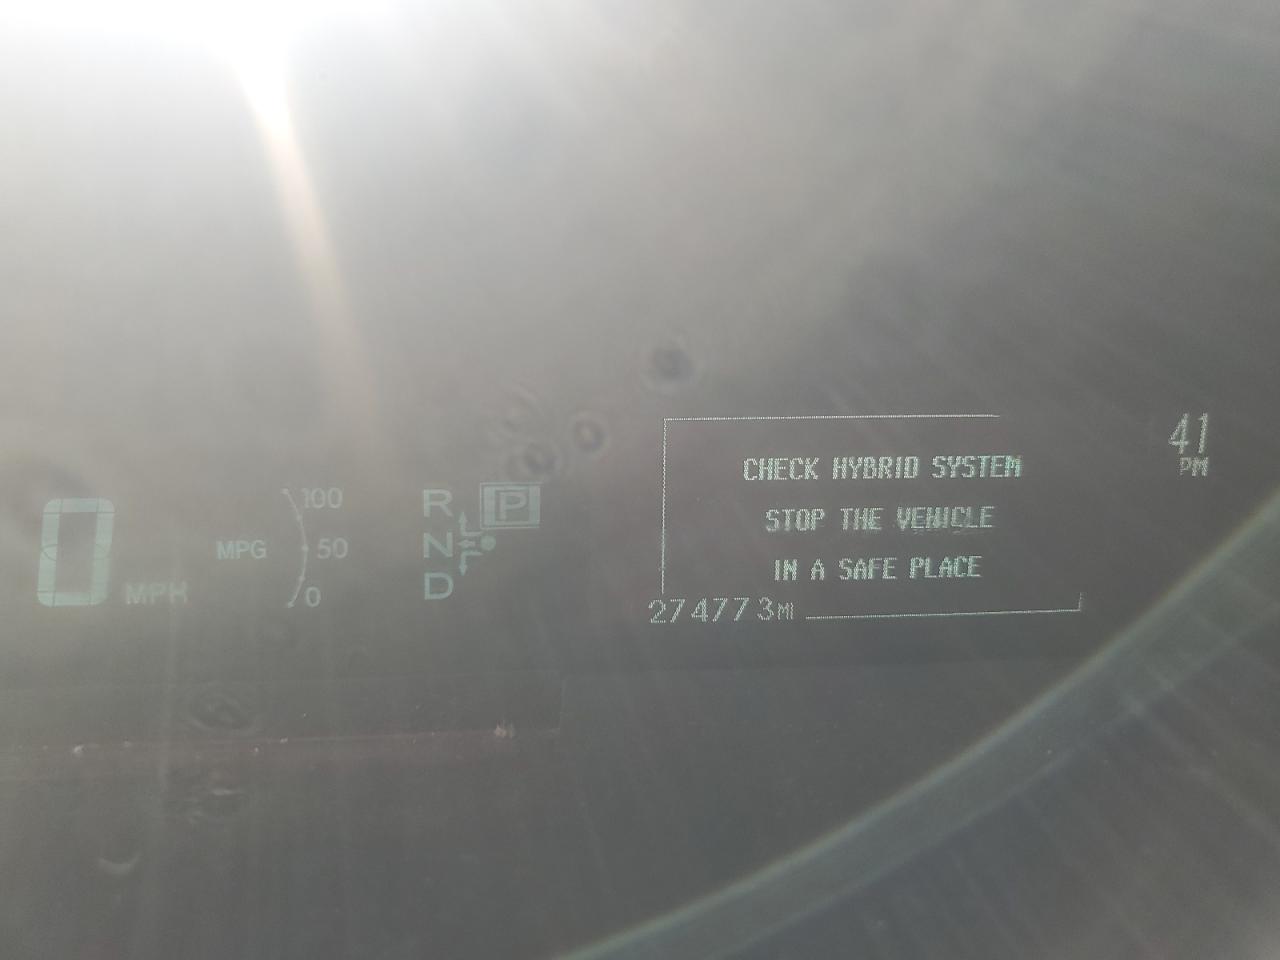 CHECK HYBRID SYSTEM
STOP THE VEHICLE
IN A SAFE PLACE
274773MI
41
PM
0
MPH
MPG
100
50
0
R
P
N
D